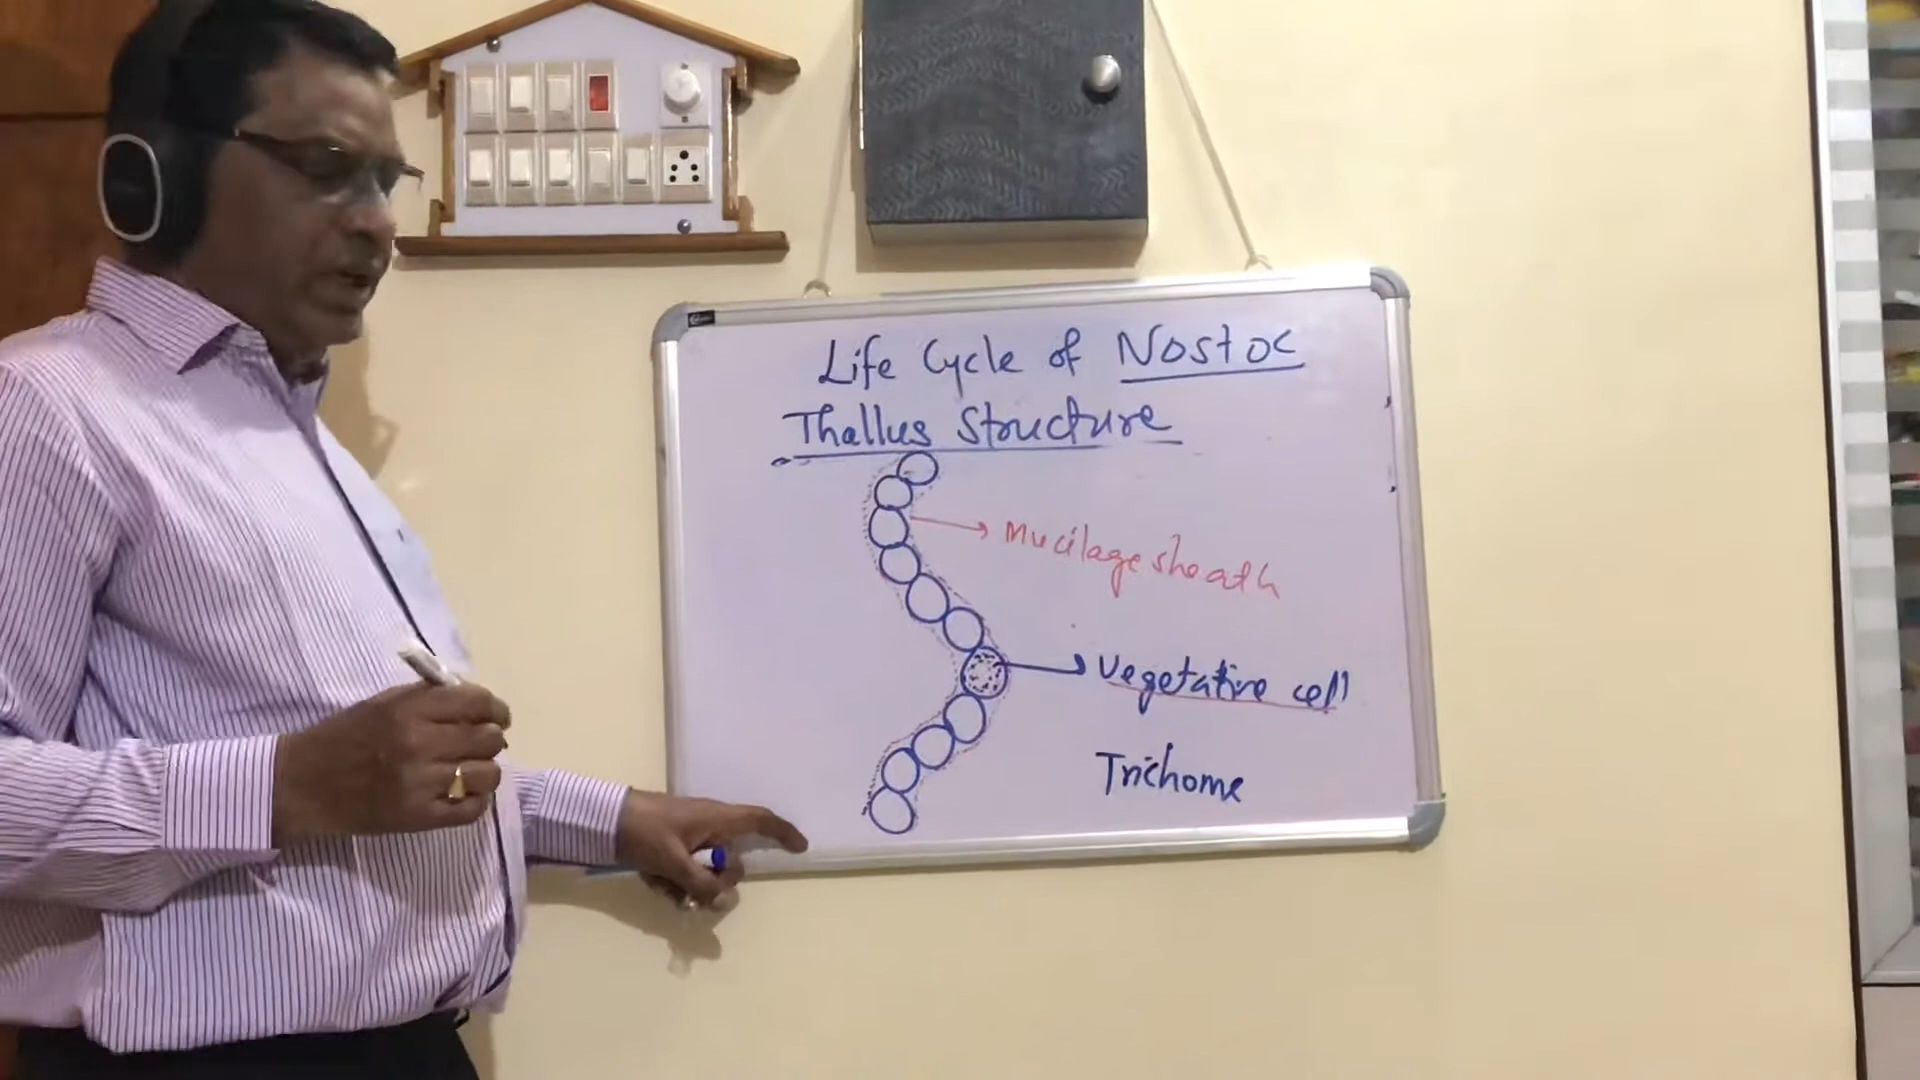 Life Cycle of Nostoc
Thallus Structure
Mucilage sheath
Vegetative cell
Trichome